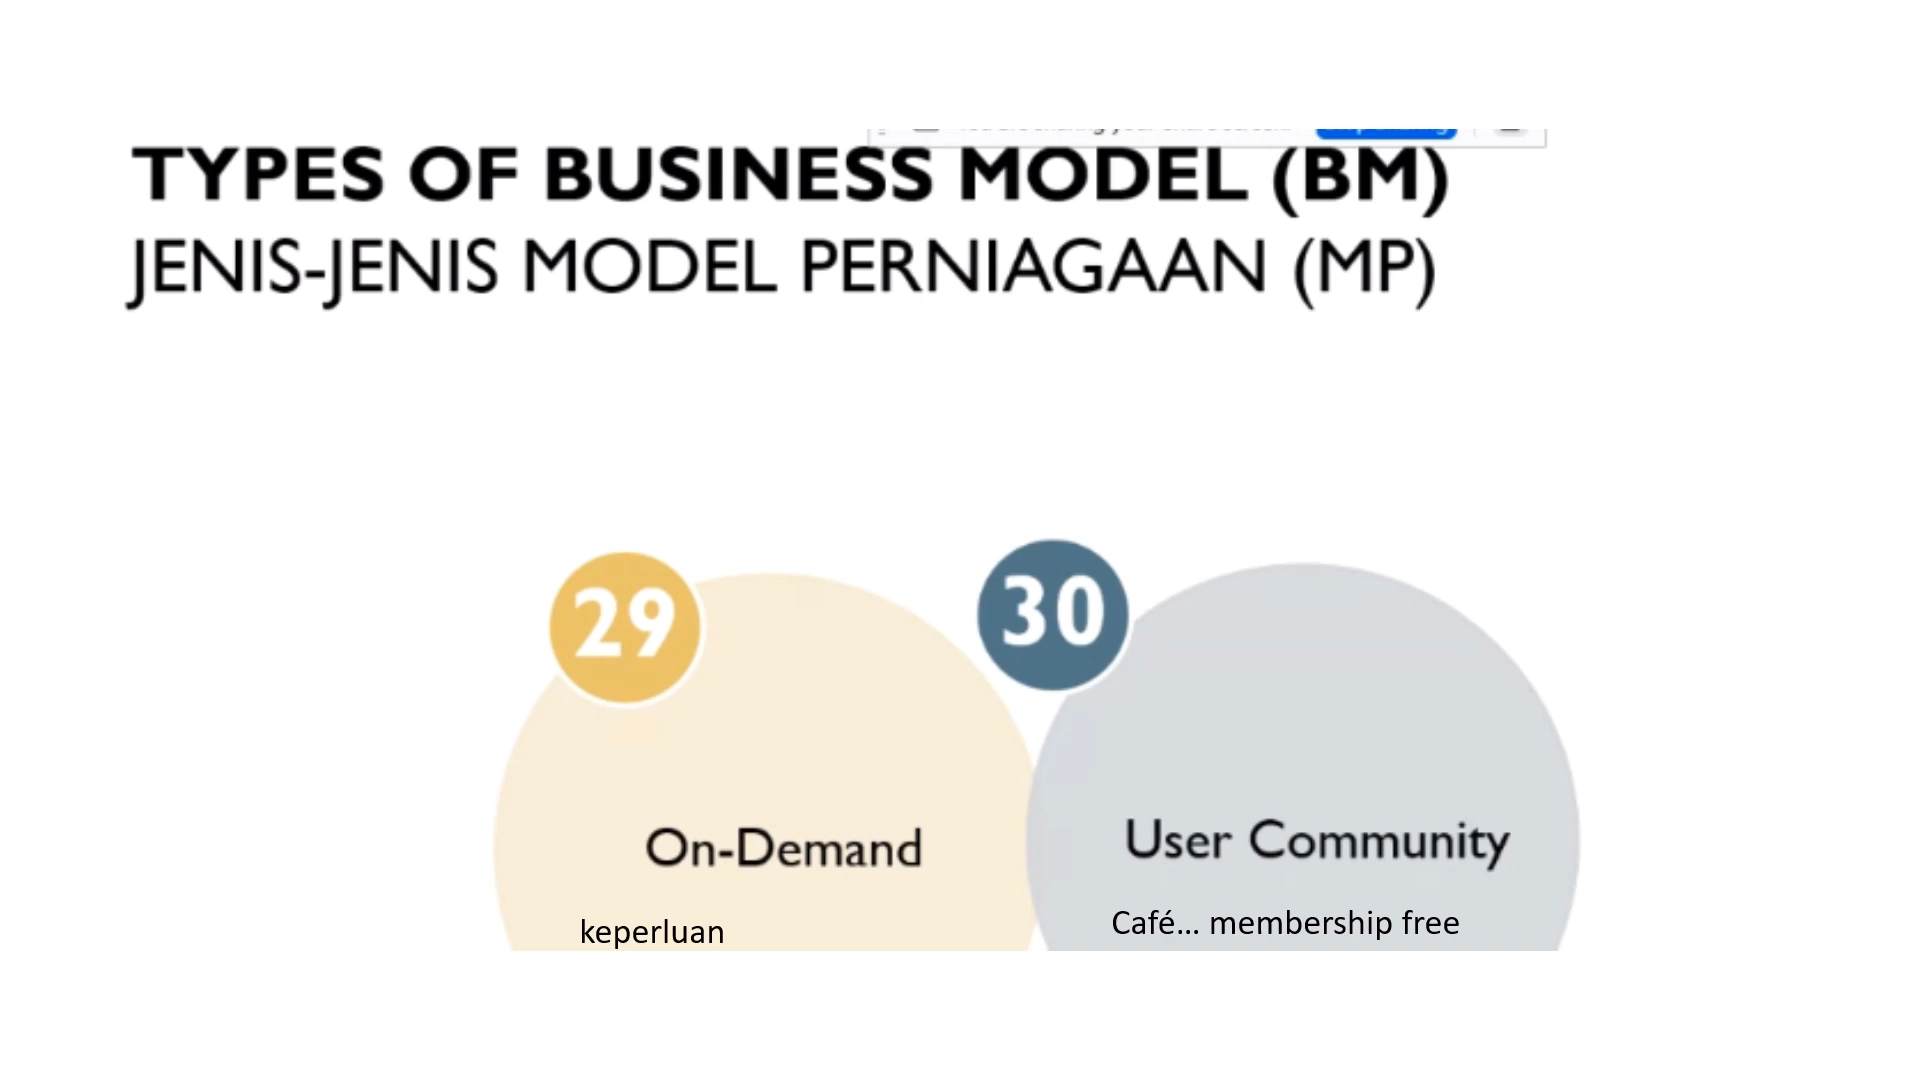 TYPES OF BUSINESS MODEL (BM)
JENIS-JENIS MODEL PERNIAGAAN (MP)
29
30
On-Demand
User Community
keperluan
Café... membership free